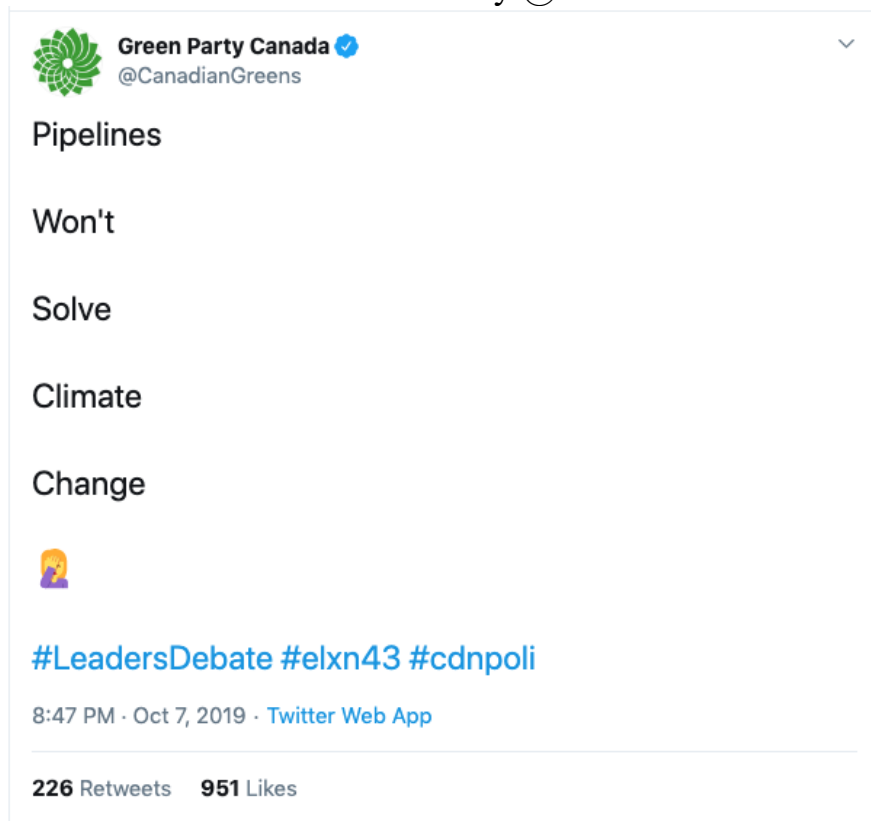 Green Party Canada
@CanadianGreens
Pipelines
Won't
Solve
Climate
Change
#LeadersDebate #elxn43 #cdnpoli
8:47 PM · Oct 7, 2019 · Twitter Web App
226 Retweets 951 Likes